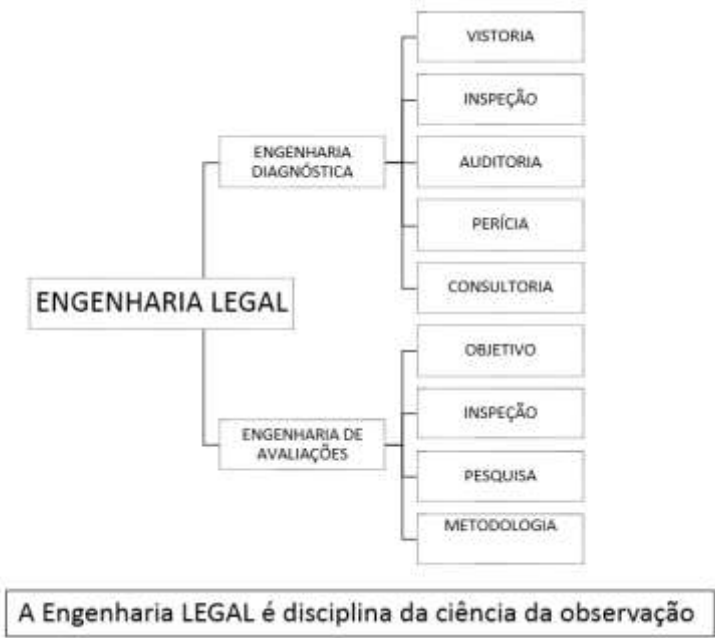 VISTORIA
INSPEÇÃO
ENGENHARIA
DIAGNÓSTICA
AUDITORIA
PERÍCIA
CONSULTORIA
ENGENHARIA LEGAL
OBJETIVO
INSPEÇÃO
ENGENHARIA DE
AVALIAÇÕES
PESQUISA
METODOLOGIA
A Engenharia LEGAL é disciplina da ciência da observação